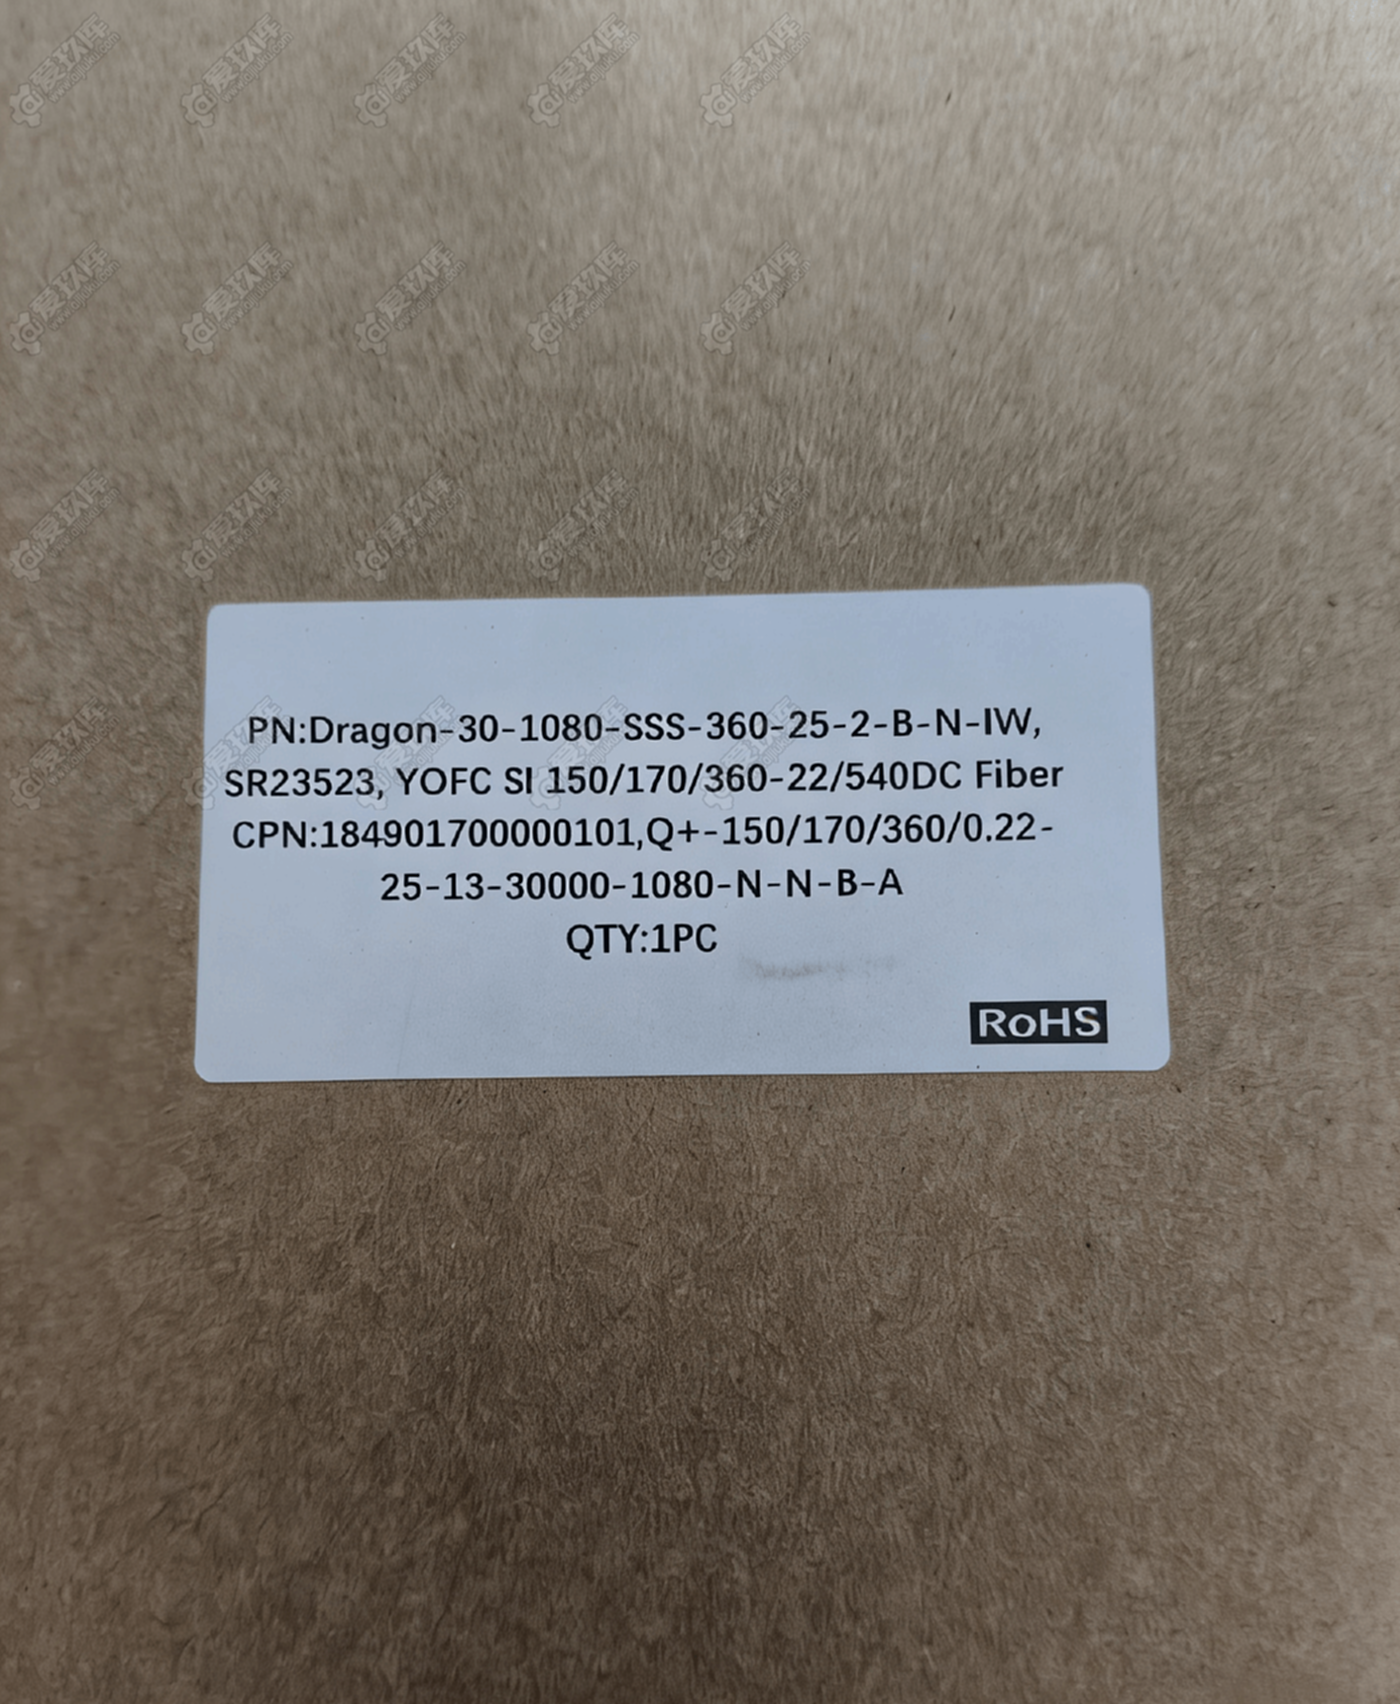 PN:Dragon-30-1080-SSS-360-25-2-B-N-IW,
SR23523, YOFC SI 150/170/360-22/540DC Fiber
CPN:184901700000101,Q+-150/170/360/0.22-
25-13-30000-1080-N-N-B-A
QTY:1PC
RoHS